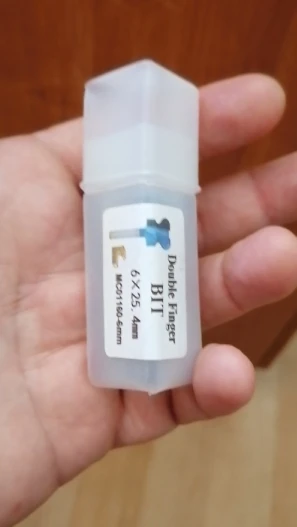 Double Finger
BIT
6×25.4mm
MC01160-6mm